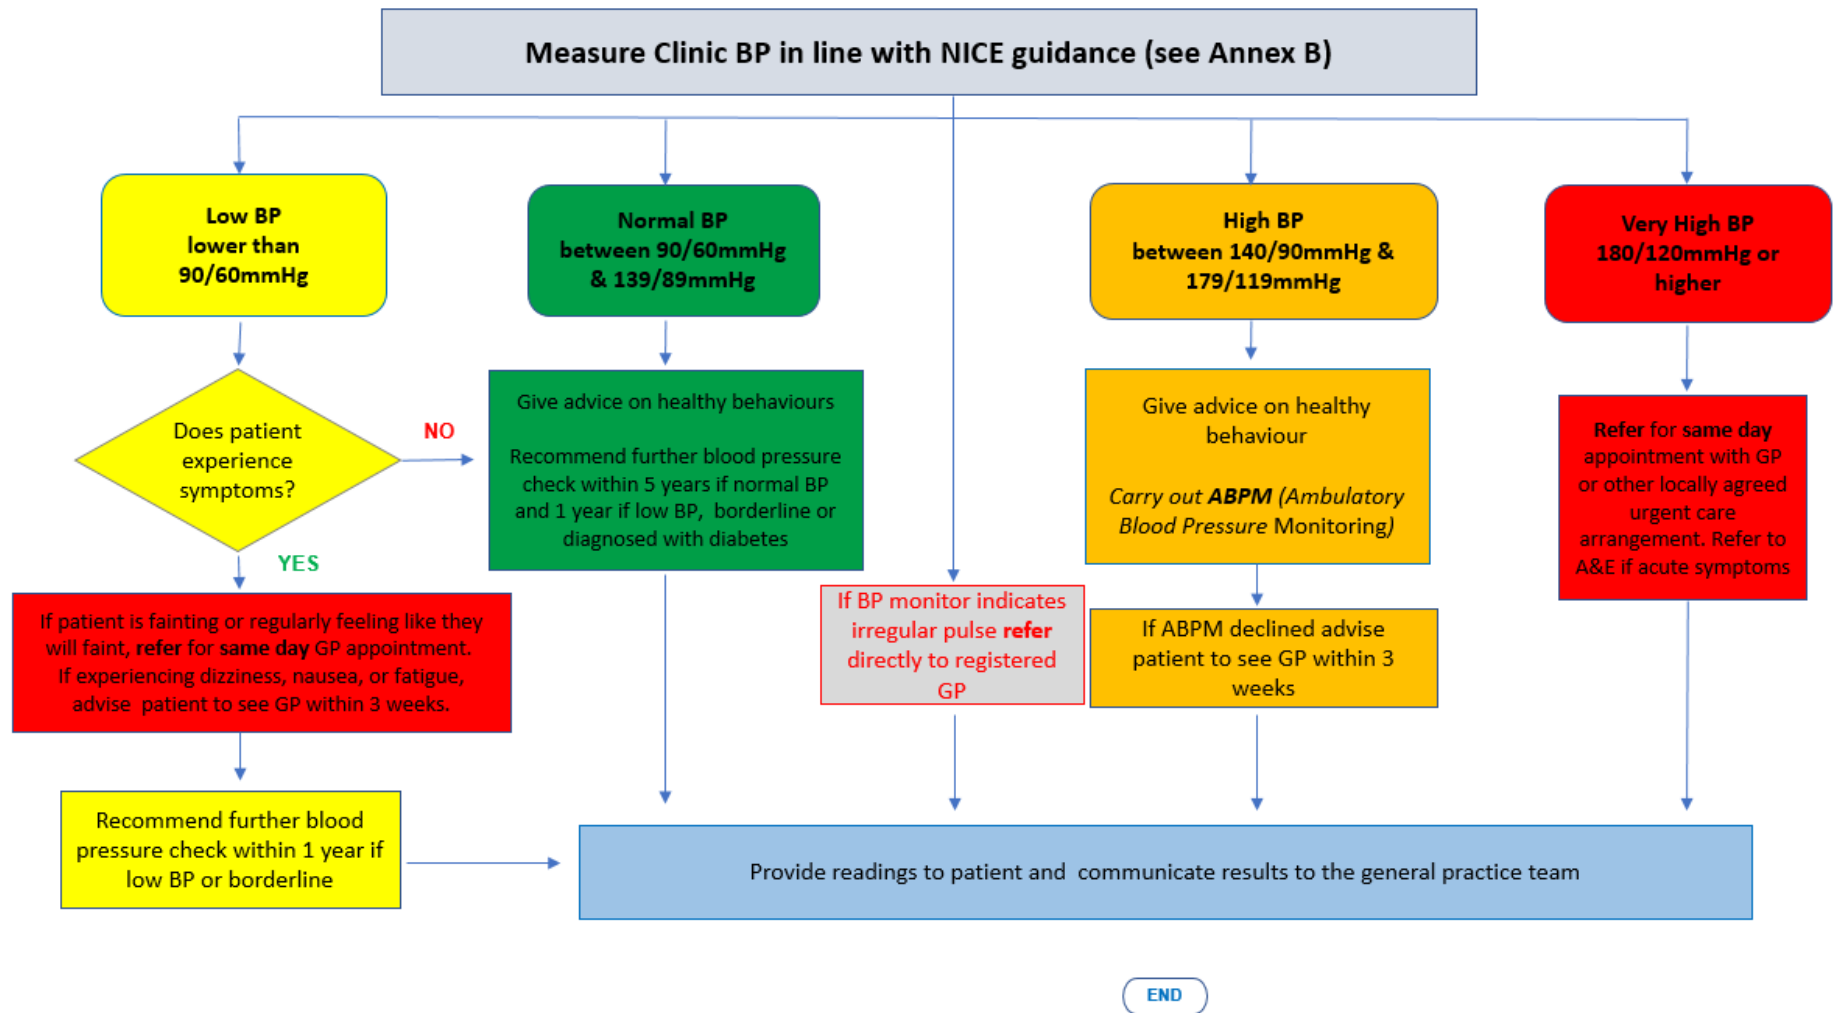 Measure Clinic BP in line with NICE guidance (see Annex B)
Low BP
lower than
90/60mmHg
Normal BP
between 90/60mmHg
& 139/89mmHg
High BP
between 140/90mmHg &
179/119mmHg
Very High BP
180/120mmHg or
higher
Does patient
experience
symptoms?
NO
YES
Give advice on healthy behaviours
Recommend further blood pressure
check within 5 years if normal BP
and 1 year if low BP, borderline or
diagnosed with diabetes
Give advice on healthy
behaviour
Carry out ABPM (Ambulatory
Blood Pressure Monitoring)
Refer for same day
appointment with GP
or other locally agreed
urgent care
arrangement. Refer to
A&E if acute symptoms
If patient is fainting or regularly feeling like they
will faint, refer for same day GP appointment.
If experiencing dizziness, nausea, or fatigue,
advise patient to see GP within 3 weeks.
If BP monitor indicates
irregular pulse refer
directly to registered
GP
If ABPM declined advise
patient to see GP within 3
weeks
Recommend further blood
pressure check within 1 year if
low BP or borderline
Provide readings to patient and communicate results to the general practice team
END